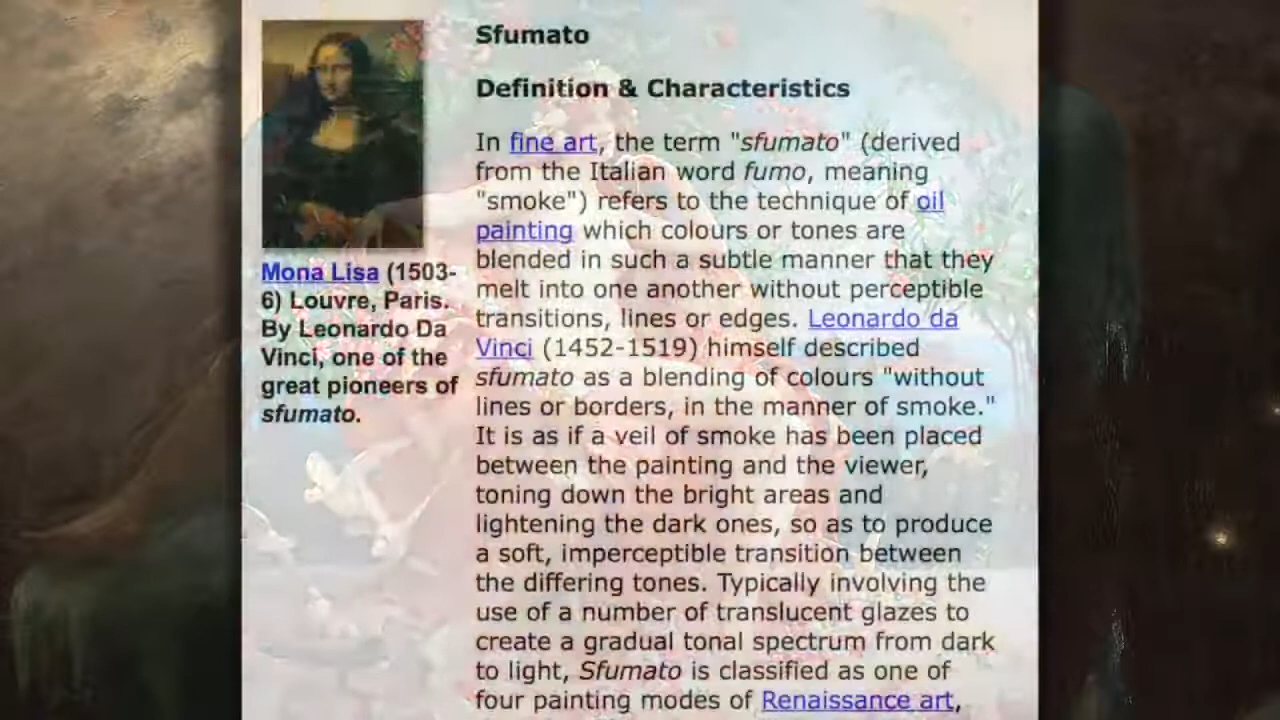 Sfumato
Definition & Characteristics
In fine art, the term "sfumato" (derived
from the Italian word fumo, meaning
"smoke") refers to the technique of oil
painting which colours or tones are
blended in such a subtle manner that they
melt into one another without perceptible
transitions, lines or edges. Leonardo da
Vinci (1452-1519) himself described
sfumato as a blending of colours "without
lines or borders, in the manner of smoke."
It is as if a veil of smoke has been placed
between the painting and the viewer,
toning down the bright areas and
lightening the dark ones, so as to produce
a soft, imperceptible transition between
the differing tones. Typically involving the
use of a number of translucent glazes to
create a gradual tonal spectrum from dark
to light, Sfumato is classified as one of
four painting modes of Renaissance art,
Mona Lisa (1503-
6) Louvre, Paris.
By Leonardo Da
Vinci, one of the
great pioneers of
sfumato.